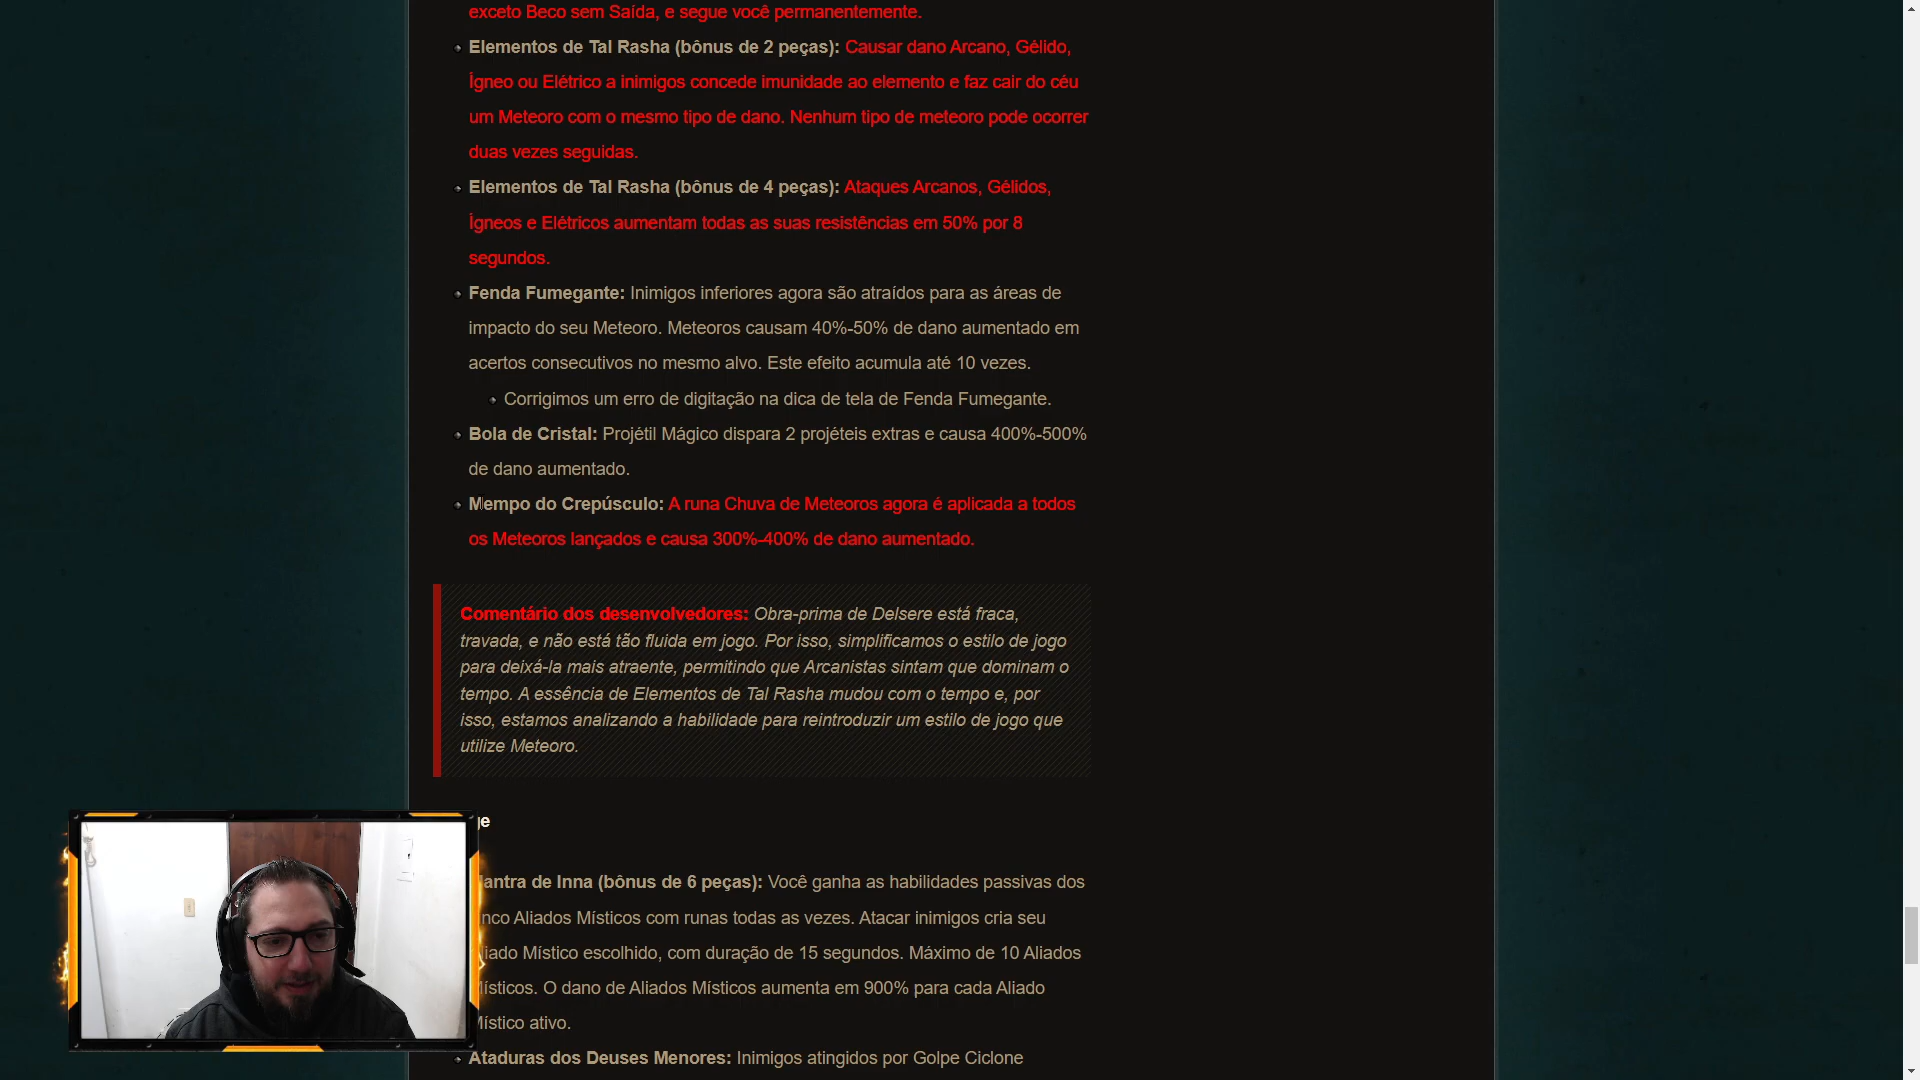 exceto Beco sem Saída, e segue você permanentemente.
Elementos de Tal Rasha (bônus de 2 peças): Causar dano Arcano, Gélido,
Ígneo ou Elétrico a inimigos concede imunidade ao elemento e faz cair do céu
um Meteoro com o mesmo tipo de dano. Nenhum tipo de meteoro pode ocorrer
duas vezes seguidas.
Elementos de Tal Rasha (bônus de 4 peças): Ataques Arcanos, Gélidos,
Ígneos e Elétricos aumentam todas as suas resistências em 50% por 8
segundos.
Fenda Fumegante: Inimigos inferiores agora são atraídos para as áreas de
impacto do seu Meteoro. Meteoros causam 40%-50% de dano aumentado em
acertos consecutivos no mesmo alvo. Este efeito acumula até 10 vezes.
Corrigimos um erro de digitação na dica de tela de Fenda Fumegante.
Bola de Cristal: Projétil Mágico dispara 2 projéteis extras e causa 400%-500%
de dano aumentado.
Mempo do Crepúsculo: A runa Chuva de Meteoros agora é aplicada a todos
os Meteoros lançados e causa 300%-400% de dano aumentado.
Comentário dos desenvolvedores: Obra-prima de Delsere está fraca,
travada, e não está tão fluida em jogo. Por isso, simplificamos o estilo de jogo
para deixá-la mais atraente, permitindo que Arcanistas sintam que dominam o
tempo. A essência de Elementos de Tal Rasha mudou com o tempo e, por
isso, estamos analizando a habilidade para reintroduzir um estilo de jogo que
utilize Meteoro.
ge
antra de Inna (bônus de 6 peças): Você ganha as habilidades passivas dos
nco Aliados Místicos com runas todas as vezes. Atacar inimigos cria seu
liado Místico escolhido, com duração de 15 segundos. Máximo de 10 Aliados
ísticos. O dano de Aliados Místicos aumenta em 900% para cada Aliado
Místico ativo.
Ataduras dos Deuses Menores: Inimigos atingidos por Golpe Ciclone